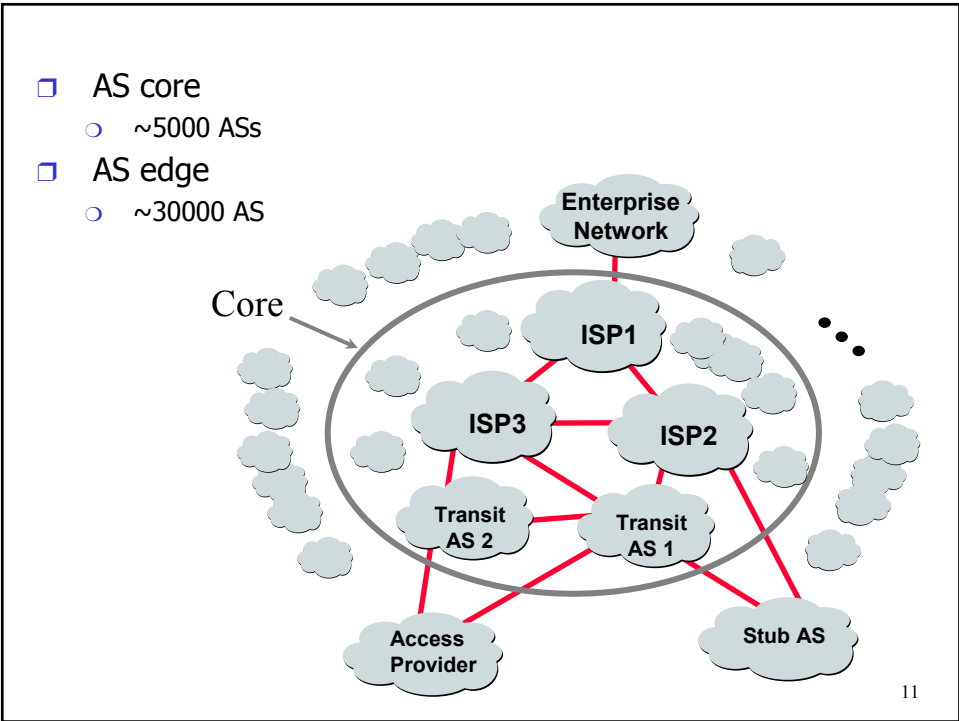 AS core
~5000 ASs
AS edge
~30000 AS
Enterprise
Network
Core
ISP1
ISP3
ISP2
Transit
AS 2
Transit
AS 1
Access
Provider
Stub AS
11